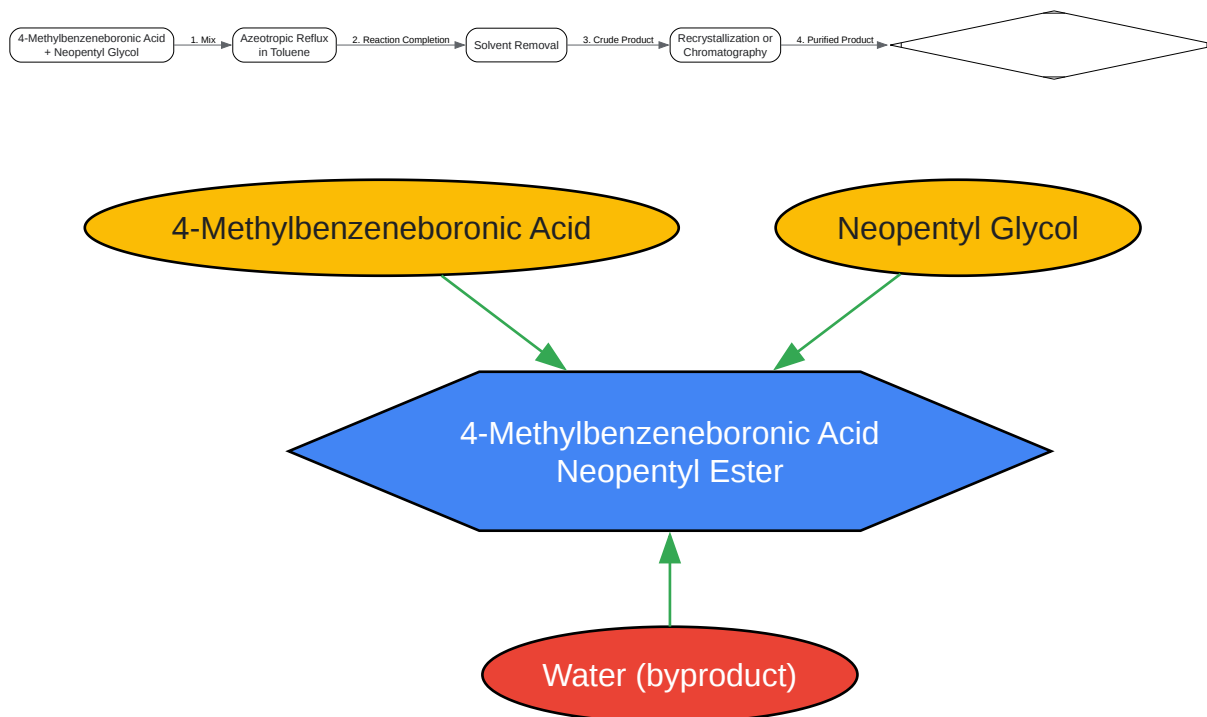 4-Methylbenzeneboronic Acid
+ Neopentyl Glycol
1. Mix
Azeotropic Reflux
in Toluene
2. Reaction Completion
Solvent Removal
3. Crude Product
Recrystallization or
Chromatography
4. Purified Product
4-Methylbenzeneboronic Acid
Neopentyl Glycol
4-Methylbenzeneboronic Acid
Neopentyl Ester
Water (byproduct)